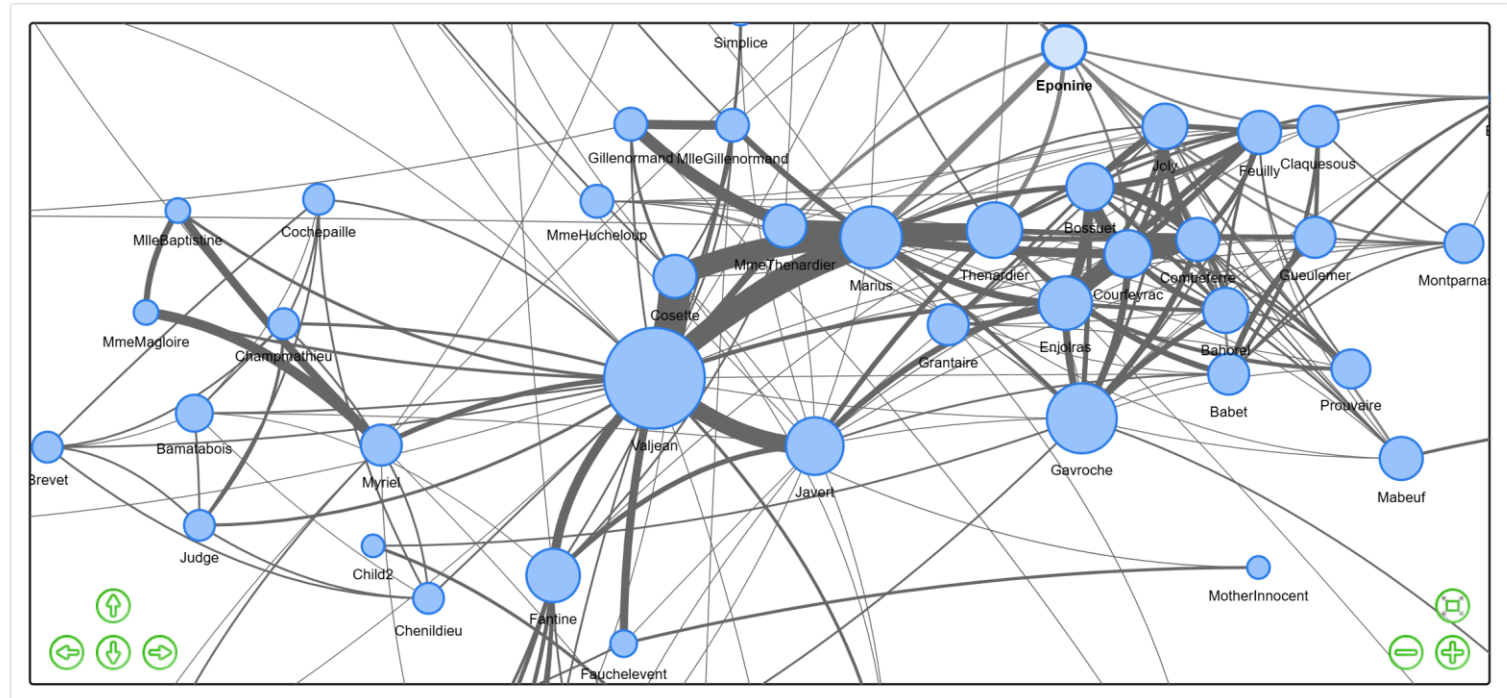 Simplice
Eponine
Gillenormand
MlleGillenormand
Joly
Feuilly
Claquesous
MlleBaptistine
Cochepaille
MmeHucheloup
MmeThenardier
Marius
Thenardier
Bossuet
Courfeyrac
Combeferre
Gueulemer
Montparnas
MmeMagloire
Champmathieu
Cosette
Grantaire
Enjolras
Bahorel
Babet
Prouvaire
Brevet
Bamatabois
Myriel
Valjean
Javert
Gavroche
Mabeuf
Judge
Child2
Chenildieu
Fantine
Fauchelevent
MotherInnocent